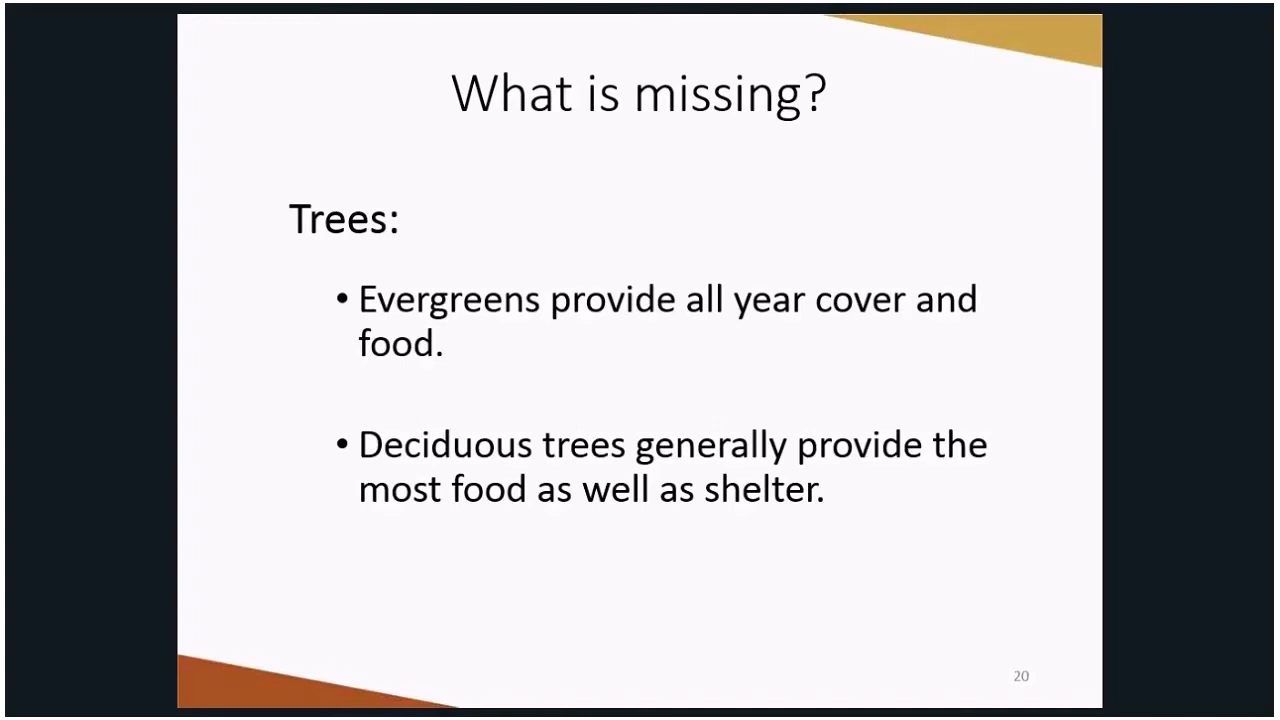 What is missing?
Trees:
• Evergreens provide all year cover and
food.
• Deciduous trees generally provide the
most food as well as shelter.
20